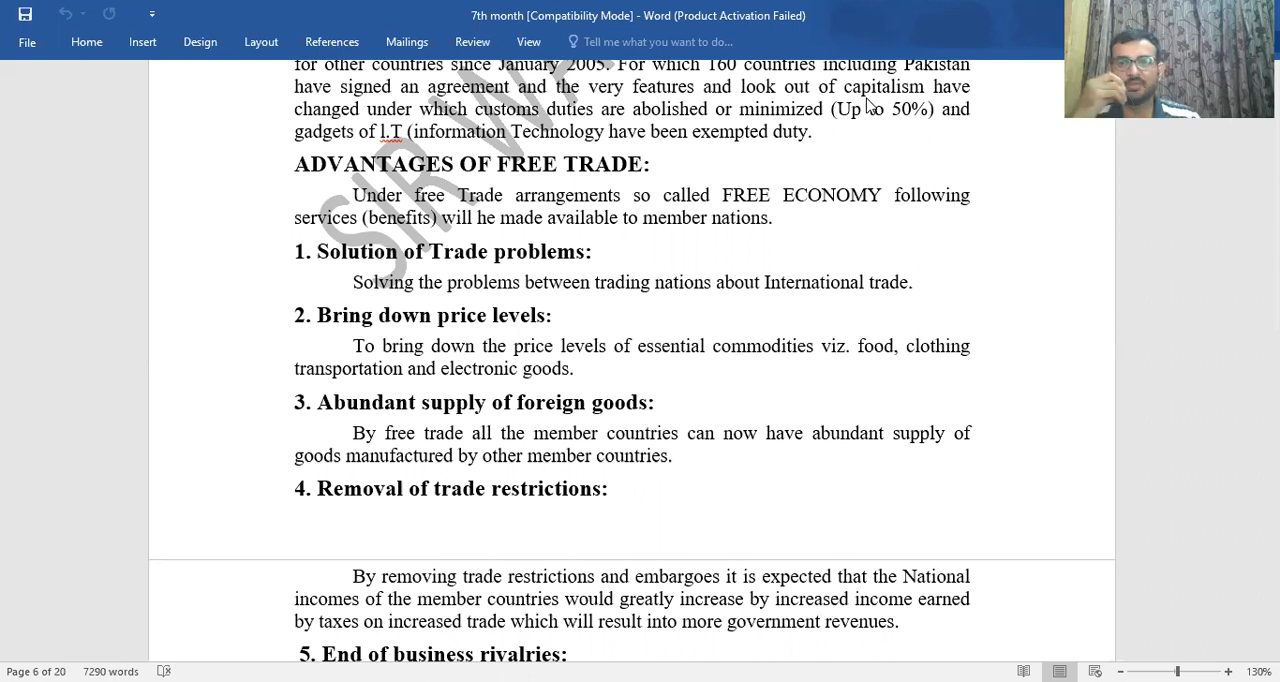 7th month [Compatibility Mode] - Word (Product Activation Failed)
File Home Insert Design Layout References Mailings Review View Tell me what you want to do...
for other countries since January 2005. For which 160 countries including Pakistan
have signed an agreement and the very features and look out of capitalism have
changed under which customs duties are abolished or minimized (Up to 50%) and
gadgets of l.T (information Technology have been exempted duty.
ADVANTAGES OF FREE TRADE:
Under free Trade arrangements so called FREE ECONOMY following
services (benefits) will he made available to member nations.
1. Solution of Trade problems:
Solving the problems between trading nations about International trade.
2. Bring down price levels:
To bring down the price levels of essential commodities viz. food, clothing
transportation and electronic goods.
3. Abundant supply of foreign goods:
By free trade all the member countries can now have abundant supply of
goods manufactured by other member countries.
4. Removal of trade restrictions:
By removing trade restrictions and embargoes it is expected that the National
incomes of the member countries would greatly increase by increased income earned
by taxes on increased trade which will result into more government revenues.
5. End of business rivalries:
SIR WA
Page 6 of 20 7290 words 130%